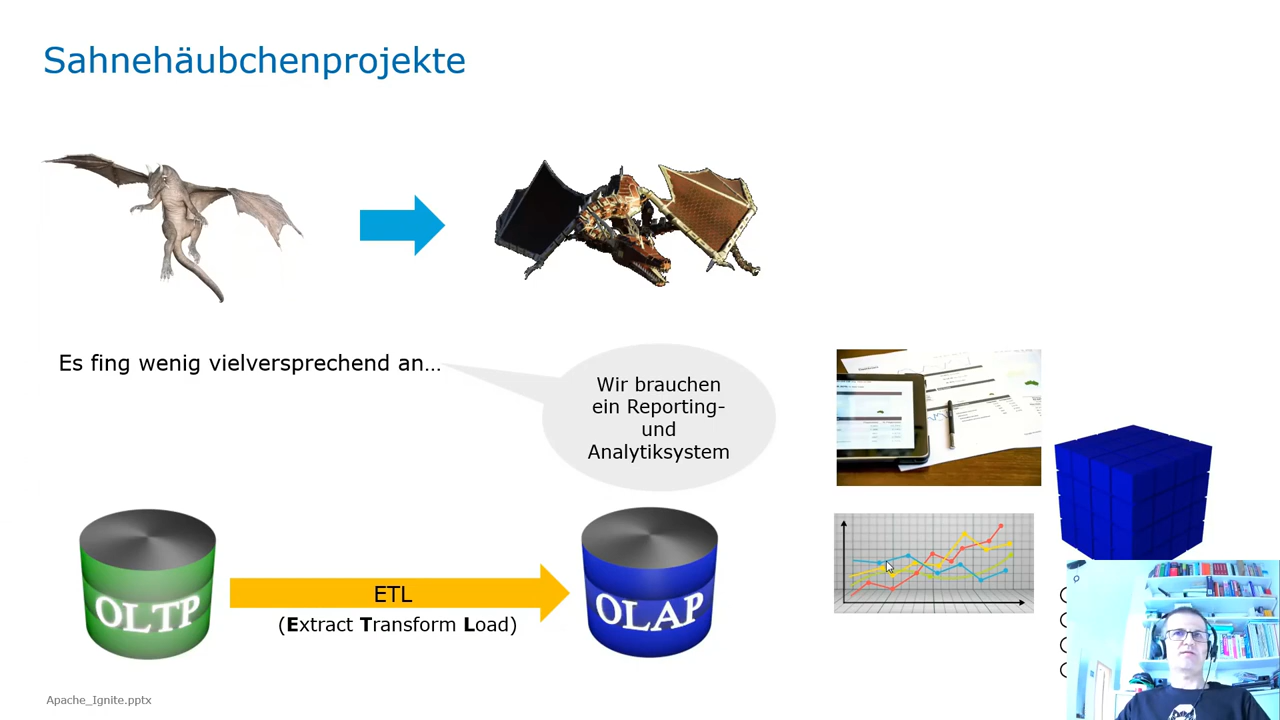 Sahnehäubchenprojekte
Es fing wenig vielversprechend an…
Wir brauchen
ein Reporting-
und
Analytiksystem
OLTP
ETL
(Extract Transform Load)
OLAP
Apache_Ignite.pptx